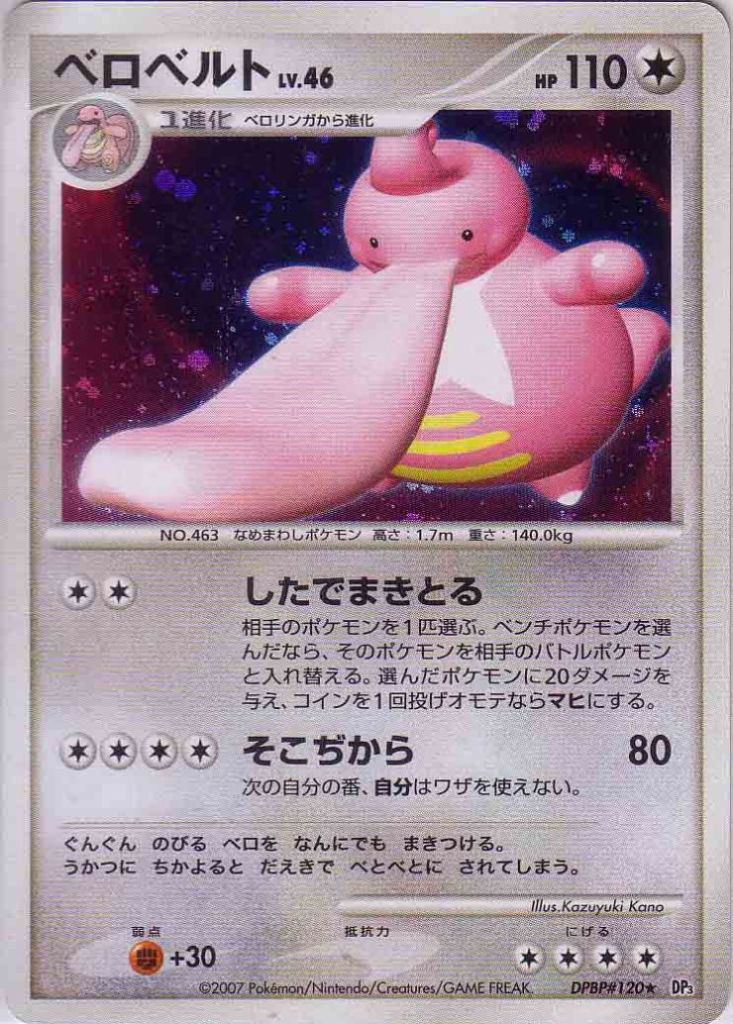 ベロベルト LV.46 HP 110
1進化 ベロリンガから進化
NO.463 なめまわしポケモン 高さ：1.7m 重さ：140.0kg
したでまきとる
相手のポケモンを1匹選ぶ。ベンチポケモンを選
んだなら、そのポケモンを相手のバトルポケモン
と入れ替える。選んだポケモンに20ダメージを
与え、コインを1回投げオモテならマヒにする。
そこぢから 80
次の自分の番、自分はワザを使えない。
ぐんぐん のびる ベロを なんにでも まきつける。
うかつに ちかよると だえきで べとべとに されてしまう。
Illus.Kazuyuki Kano
弱点 抵抗力 にげる
+30
©2007 Pokémon/Nintendo/Creatures/GAME FREAK. DPBP#120★ DP3